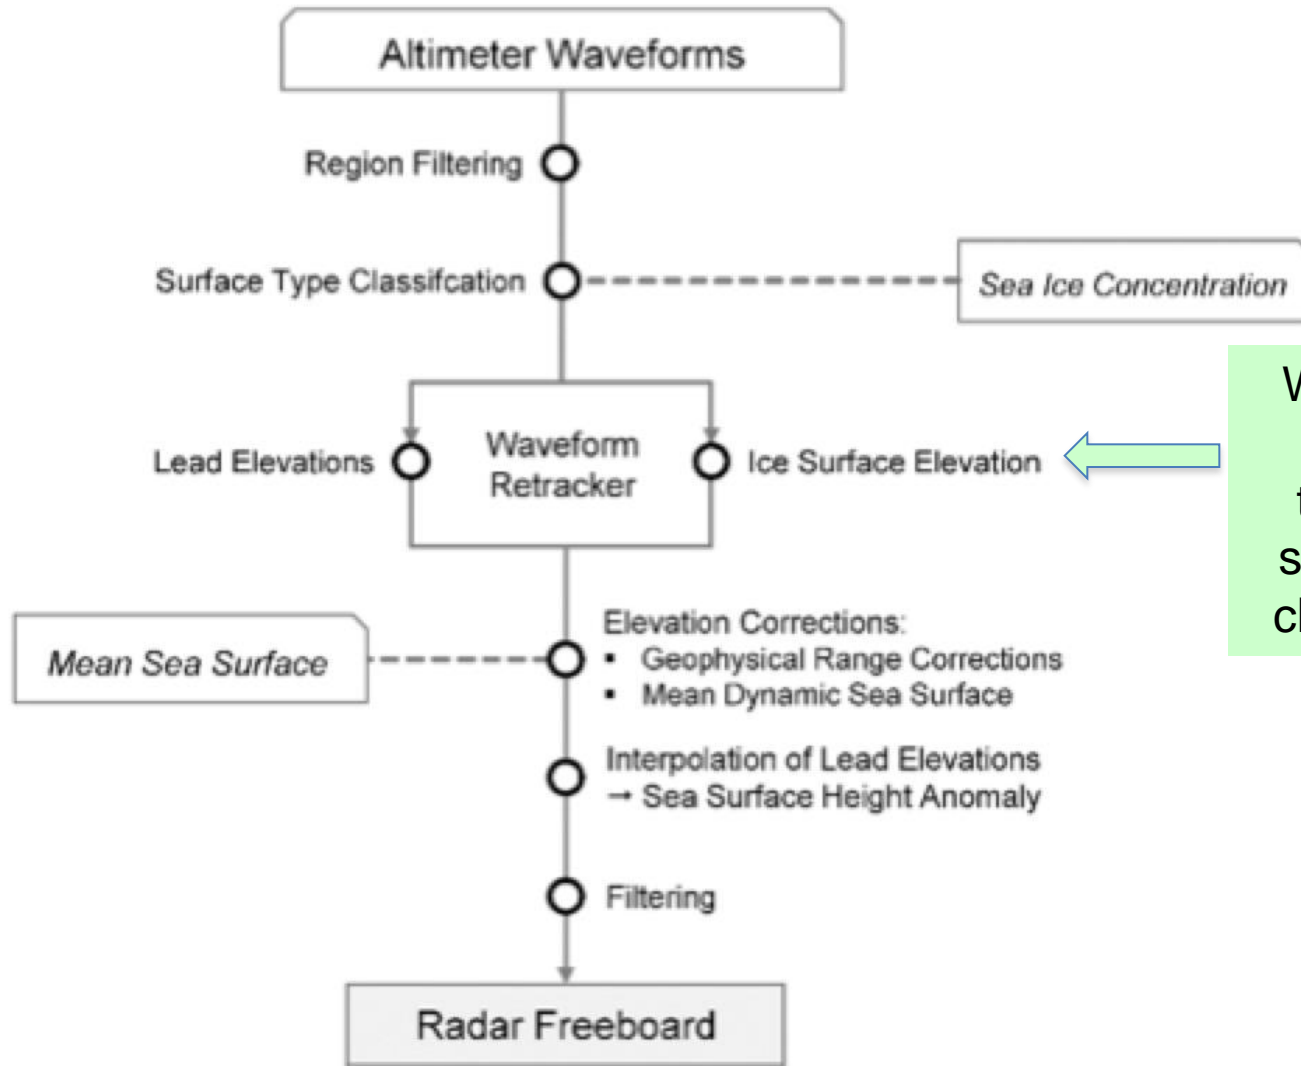 Altimeter Waveforms
Region Filtering
Surface Type Classifcation
Sea Ice Concentration
Lead Elevations
Waveform
Retracker
Ice Surface Elevation
Mean Sea Surface
Elevation Corrections:
▪ Geophysical Range Corrections
▪ Mean Dynamic Sea Surface
Interpolation of Lead Elevations
→ Sea Surface Height Anomaly
Filtering
Radar Freeboard